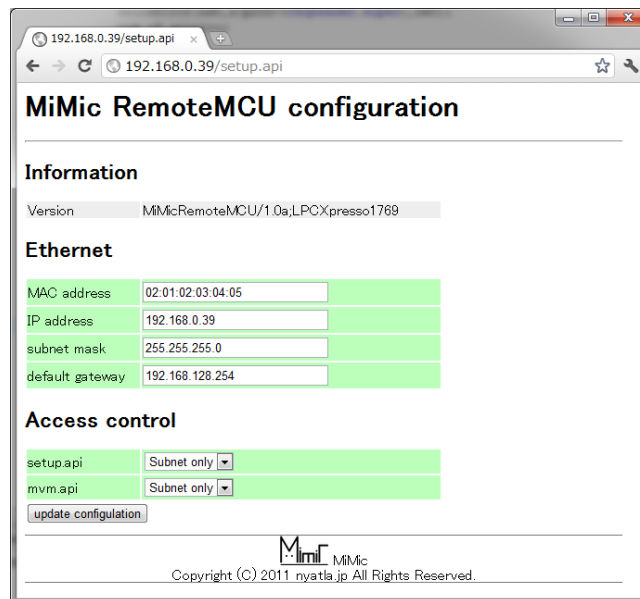 192.168.0.39/setup.api
192.168.0.39/setup.api
MiMic RemoteMCU configuration
Information
Version MiMicRemoteMCU/1.0a;LPCXpresso1769
Ethernet
MAC address 02:01:02:03:04:05
IP address 192.168.0.39
subnet mask 255.255.255.0
default gateway 192.168.128.254
Access control
setup.api Subnet only
mvm.api Subnet only
update configulation
MiMic MiMic
Copyright (C) 2011 nyatla.jp All Rights Reserved.